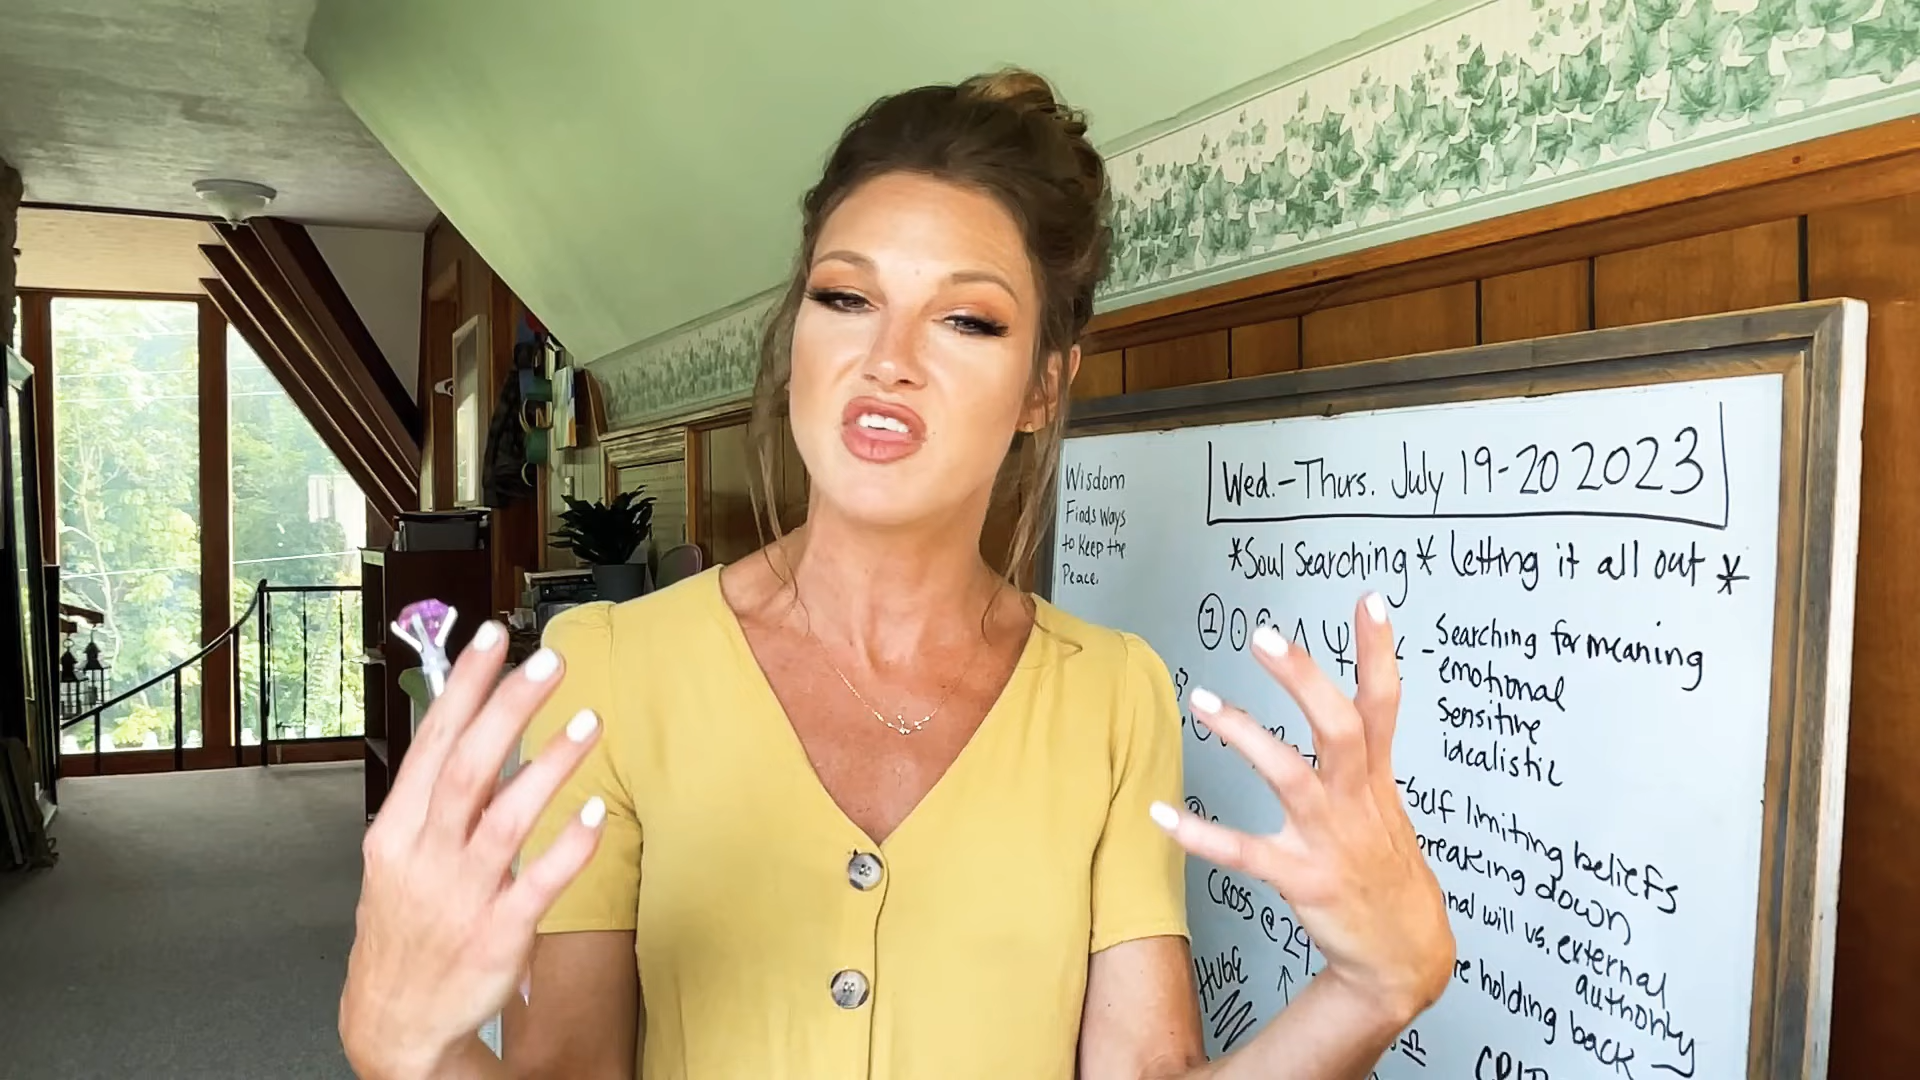 Wisdom
Finds Ways
to Keep the
Peace.
Wed.-Thurs. July 19-20 2023
*Soul Searching * letting it all out *
① ☉ △ Ψ - Searching for meaning
emotional
Sensitive
idealistic
-Self limiting beliefs
breaking down
will vs. external
authority
holding back
CROSS @ 29
HUGE